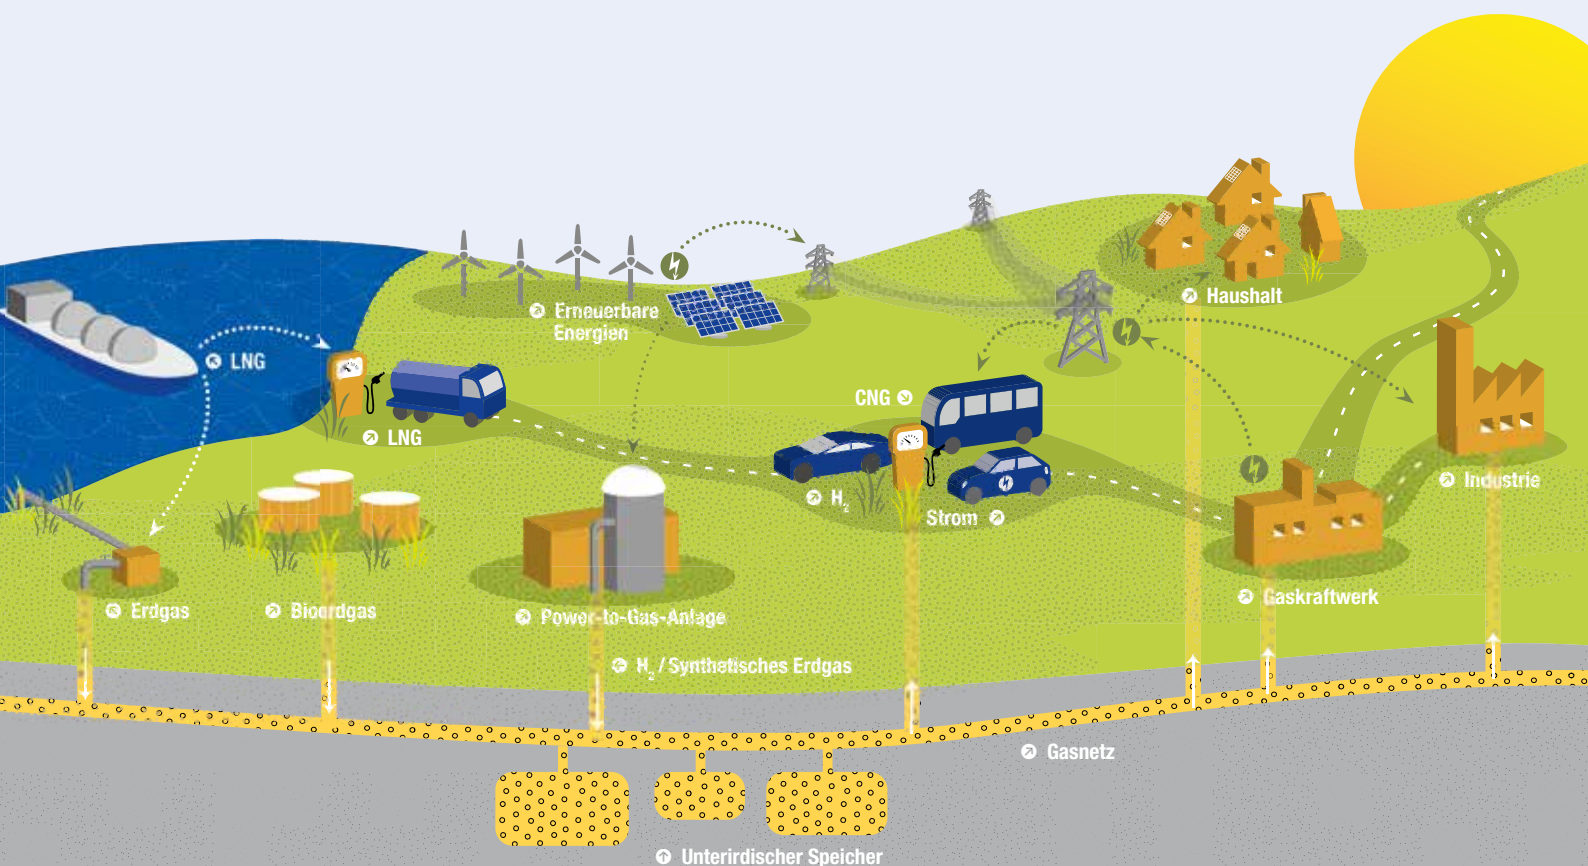 Haushalt
Erneuerbare
Energien
LNG
CNG
LNG
Industrie
H₂
Strom
Gaskraftwerk
Erdgas
Bioerdgas
Power-to-Gas-Anlage
H₂ / Synthetisches Erdgas
Gasnetz
Unterirdischer Speicher